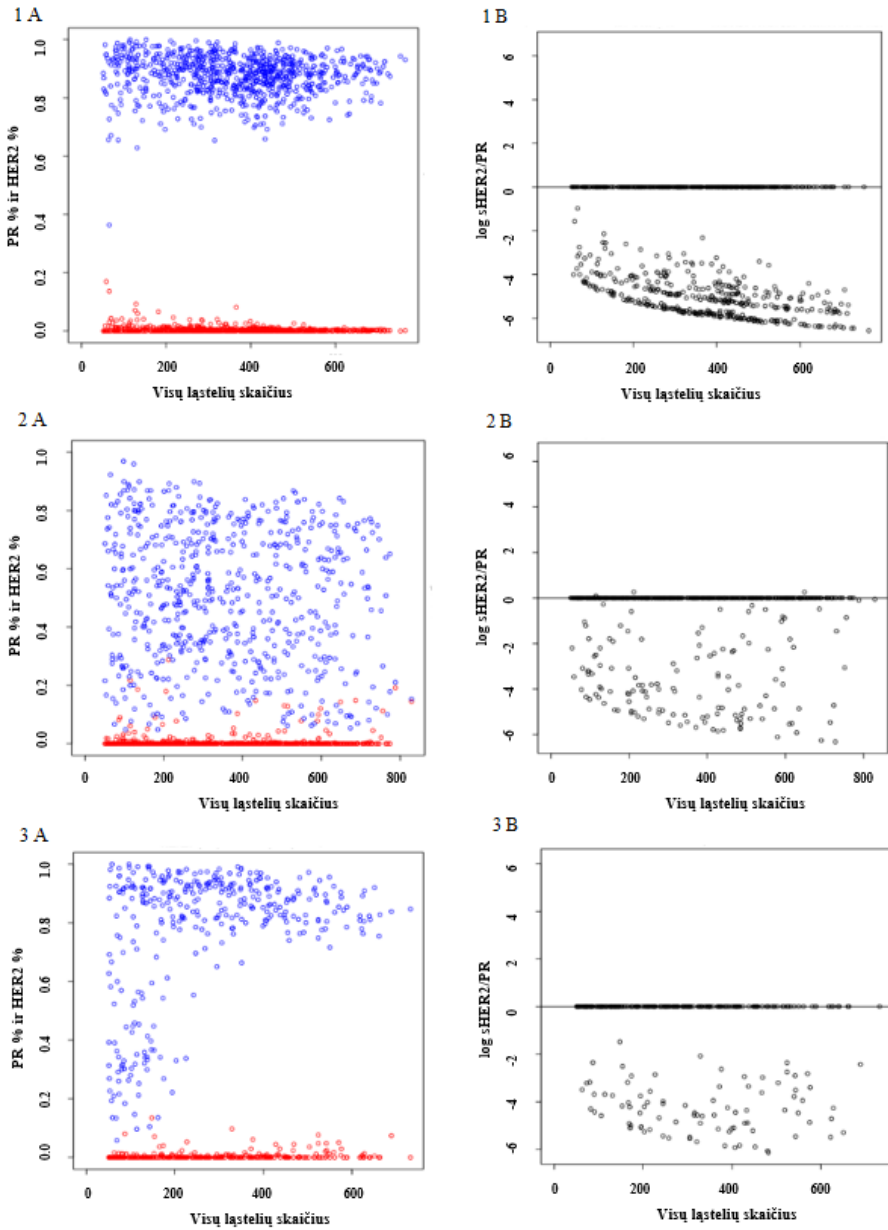 1 A
1 B
PR % ir HER2 %
1.0
0.8
0.6
0.4
0.2
0.0
0 200 400 600
Visų ląstelių skaičius
log sHER2/PR
6
4
2
0
-2
-4
-6
0 200 400 600
Visų ląstelių skaičius
2 A
2 B
PR % ir HER2 %
1.0
0.8
0.6
0.4
0.2
0.0
0 200 400 600 800
Visų ląstelių skaičius
log sHER2/PR
6
4
2
0
-2
-4
-6
0 200 400 600 800
Visų ląstelių skaičius
3 A
3 B
PR % ir HER2 %
1.0
0.8
0.6
0.4
0.2
0.0
0 200 400 600
Visų ląstelių skaičius
log sHER2/PR
6
4
2
0
-2
-4
-6
0 200 400 600
Visų ląstelių skaičius